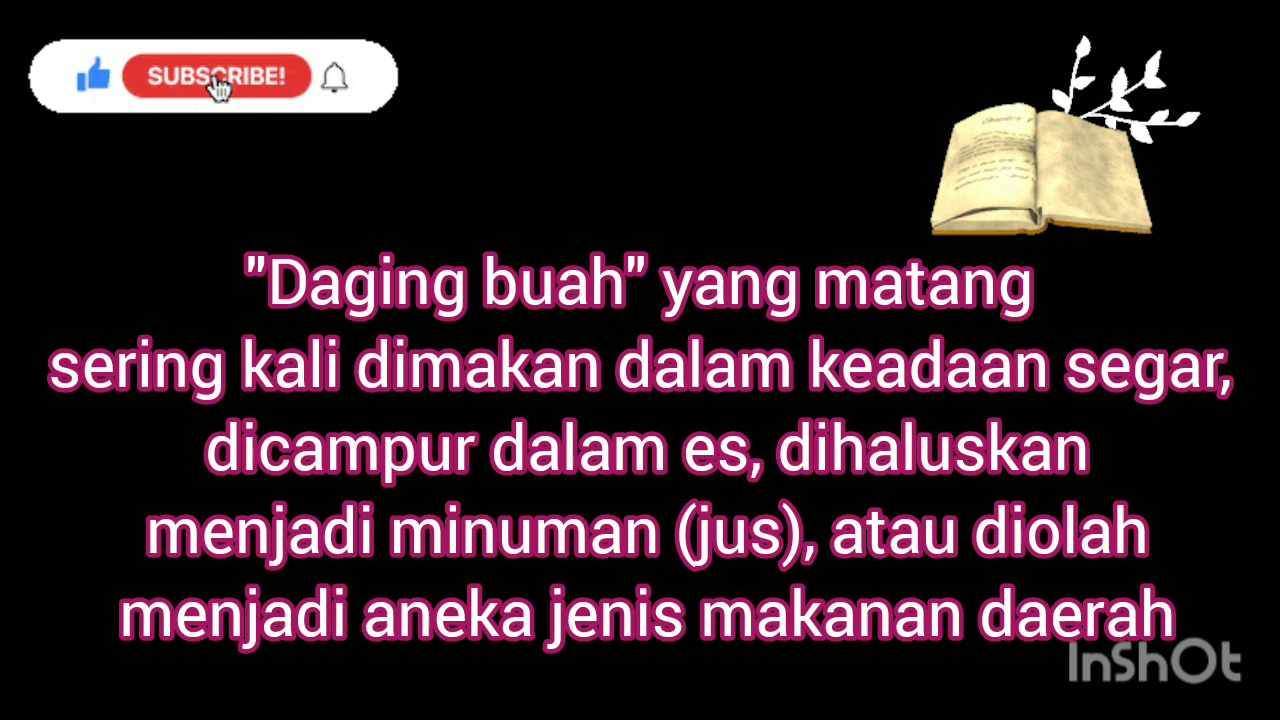 SUBSCRIBE!
"Daging buah" yang matang
sering kali dimakan dalam keadaan segar,
dicampur dalam es, dihaluskan
menjadi minuman (jus), atau diolah
menjadi aneka jenis makanan daerah
InShOt